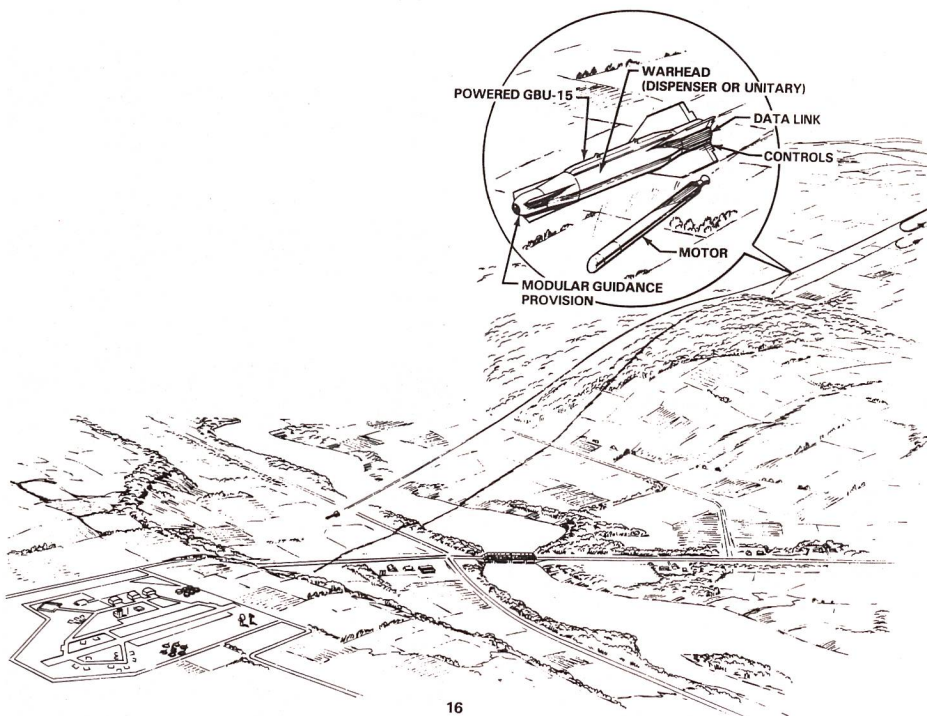 WARHEAD
(DISPENSER OR UNITARY)
POWERED GBU-15
DATA LINK
CONTROLS
MOTOR
MODULAR GUIDANCE
PROVISION
16